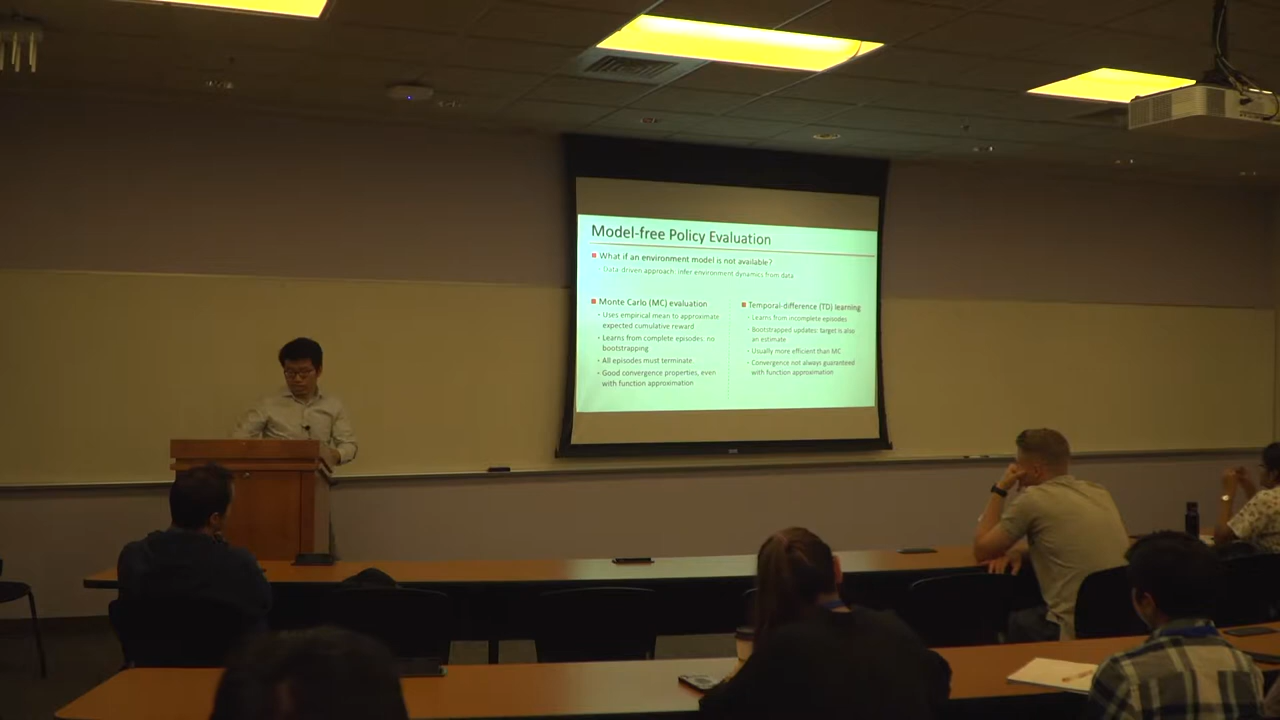 Model-free Policy Evaluation
What if an environment model is not available?
Data driven approach: infer environment dynamics from data
Monte Carlo (MC) evaluation
Uses empirical mean to approximate
expected cumulative reward
Learns from complete episodes: no
bootstrapping
All episodes must terminate
Good convergence properties, even
with function approximation
Temporal-difference (TD) learning
Learns from incomplete episodes
Bootstrapped updates: target is also
an estimate
Usually more efficient than MC
Convergence not always guaranteed
with function approximation